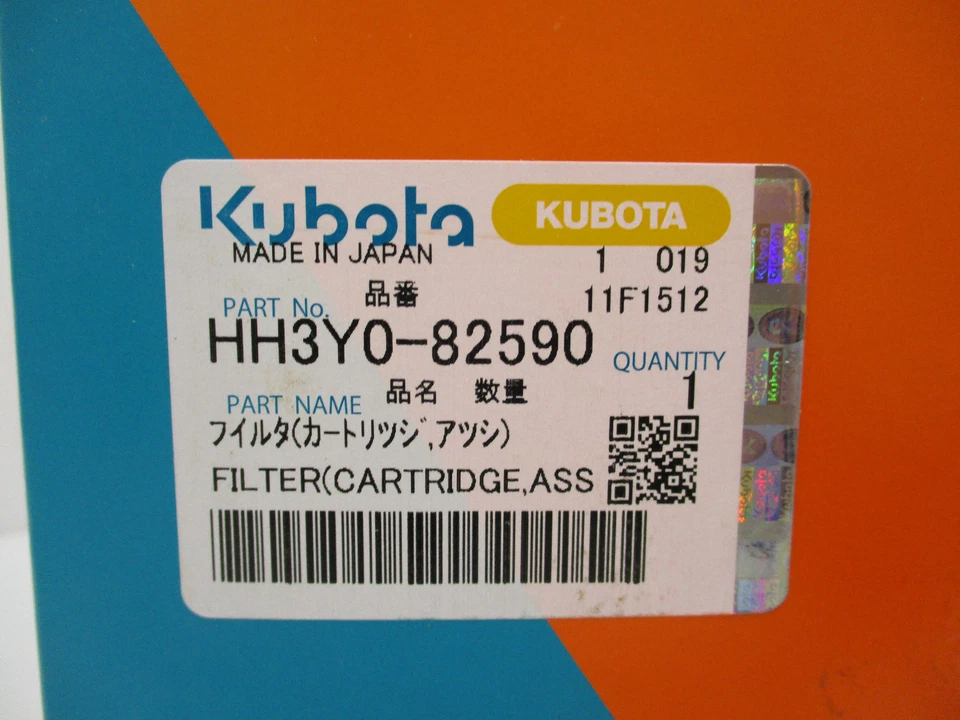 Kubota KUBOTA
MADE IN JAPAN 1 019
品番 11F1512
PART No.
HH3Y0-82590
QUANTITY
1
品名 数量
PART NAME
フイルタ(カートリツジ,アツシ)
FILTER(CARTRIDGE,ASS
Kubota
Kubota